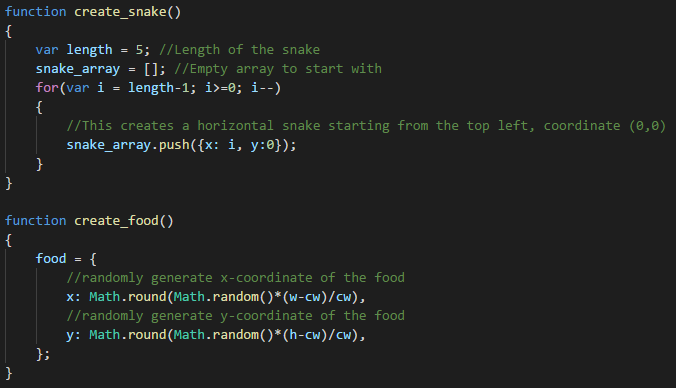 function create_snake()
{
    var length = 5; //Length of the snake
    snake_array = []; //Empty array to start with
    for(var i = length-1; i>=0; i--)
    {
        //This creates a horizontal snake starting from the top left, coordinate (0,0)
        snake_array.push({x: i, y:0});
    }
}

function create_food()
{
    food = {
        //randomly generate x-coordinate of the food
        x: Math.round(Math.random()*(w-cw)/cw),
        //randomly generate y-coordinate of the food
        y: Math.round(Math.random()*(h-cw)/cw),
    };
}